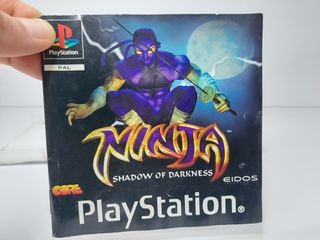 PlayStation
PAL
NINJA
SHADOW OF DARKNESS
CORE
EIDOS
PlayStation®